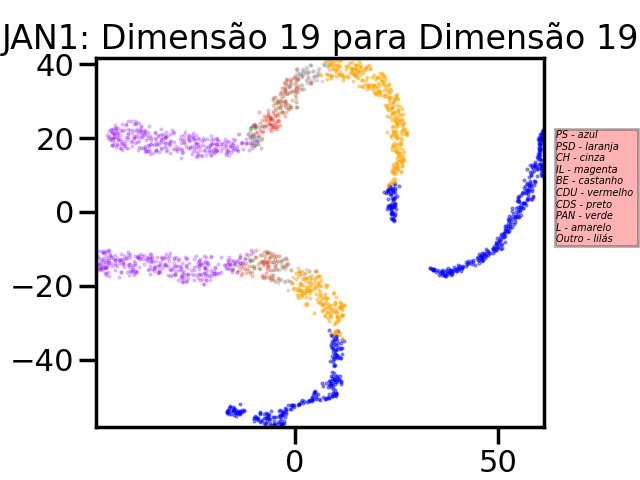 JAN1: Dimensão 19 para Dimensão 19
40
20
0
−20
−40
0
50
PS - azul
PSD - laranja
CH - cinza
IL - magenta
BE - castanho
CDU - vermelho
CDS - preto
PAN - verde
L - amarelo
Outro - lilás